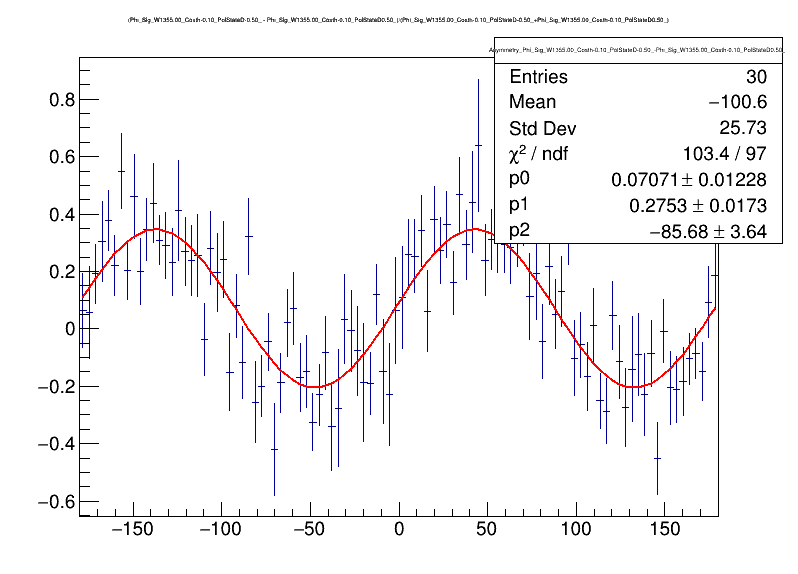 (Phi_Sig_W1355.00_Costh-0.10_PolStateD-0.50_ - Phi_Sig_W1355.00_Costh-0.10_PolStateD0.50_)/(Phi_Sig_W1355.00_Costh-0.10_PolStateD-0.50_+Phi_Sig_W1355.00_Costh-0.10_PolStateD0.50_)
Asymmetry_Phi_Sig_W1355.00_Costh-0.10_PolStateD-0.50_-Phi_Sig_W1355.00_Costh-0.10_PolStateD0.50_
Entries 30
Mean −100.6
Std Dev 25.73
χ² / ndf 103.4 / 97
p0 0.07071 ± 0.01228
p1 0.2753 ± 0.0173
p2 −85.68 ± 3.64
0.8
0.6
0.4
0.2
0
−0.2
−0.4
−0.6
−150 −100 −50 0 50 100 150